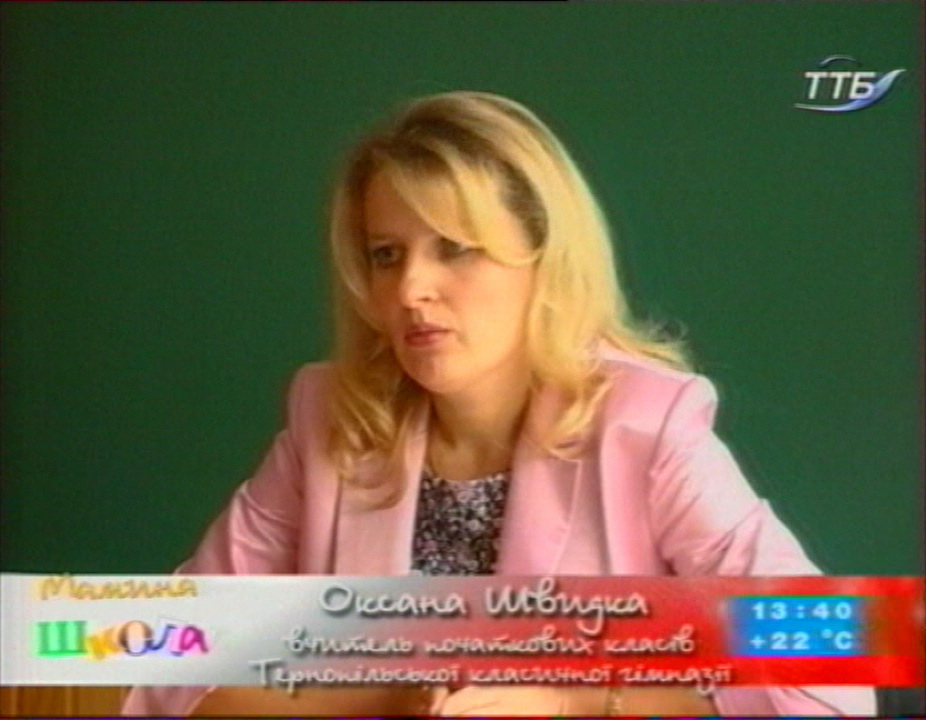 ТТБ
Мамина
школа
Оксана Швидка
вчитель початкових класів
Тернопільської класичної гімназії
13:40
+22 °C